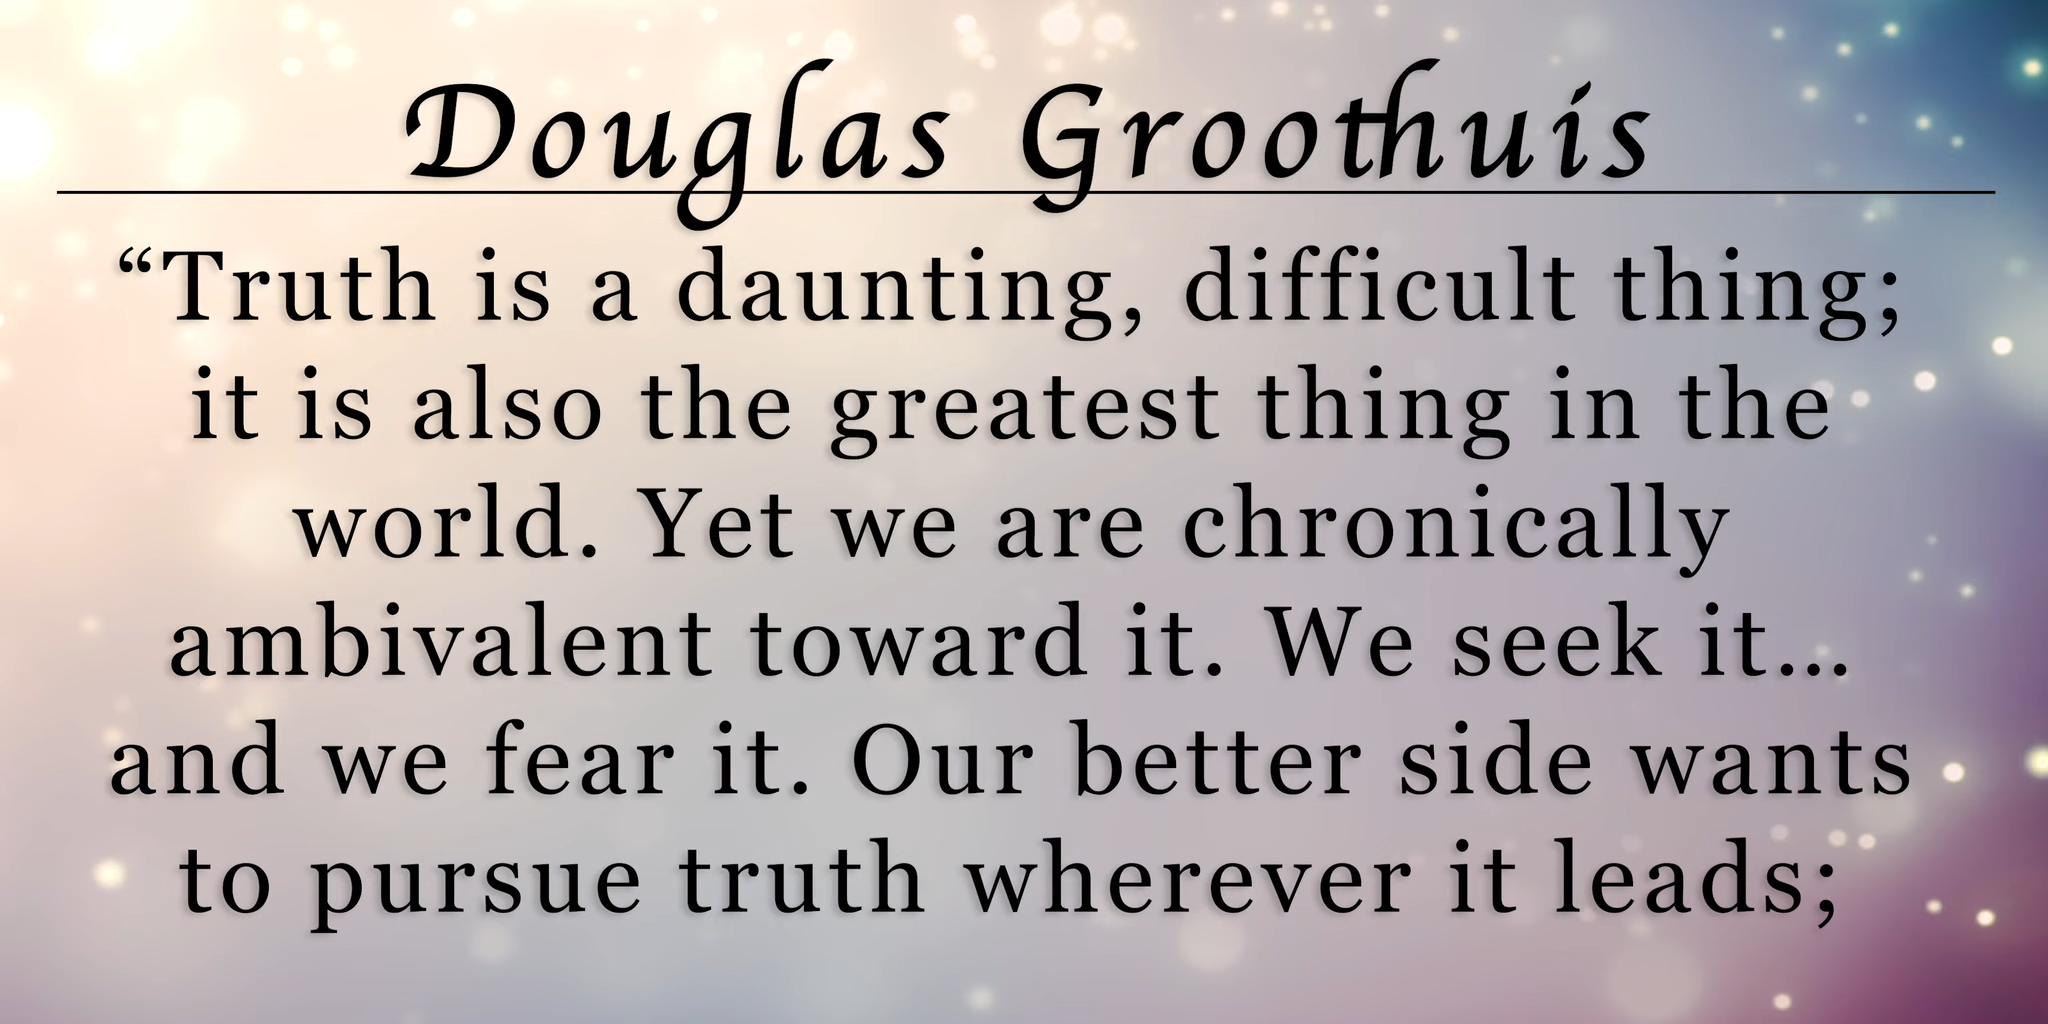 Douglas Groothuis
“Truth is a daunting, difficult thing;
it is also the greatest thing in the
world. Yet we are chronically
ambivalent toward it. We seek it…
and we fear it. Our better side wants
to pursue truth wherever it leads;